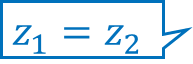 z₁ = z₂